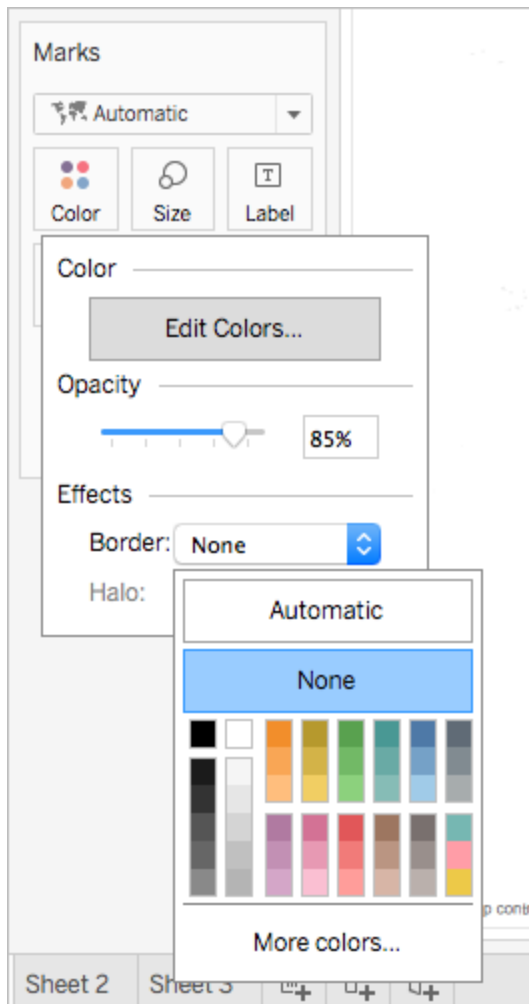 Marks
Automatic
Color
Size
T
Label
Color
Edit Colors...
Opacity
85%
Effects
Border:
None
Halo:
Automatic
None
More colors...
Sheet 2
Sheet 3